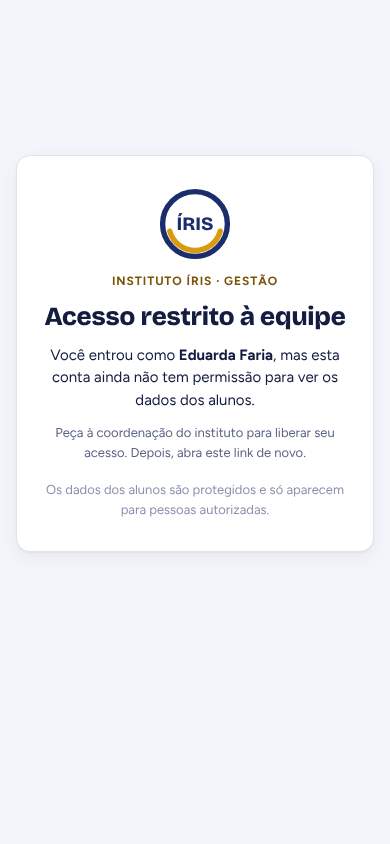 ÍRIS
INSTITUTO ÍRIS · GESTÃO
Acesso restrito à equipe
Você entrou como Eduarda Faria, mas esta
conta ainda não tem permissão para ver os
dados dos alunos.
Peça à coordenação do instituto para liberar seu
acesso. Depois, abra este link de novo.
Os dados dos alunos são protegidos e só aparecem
para pessoas autorizadas.